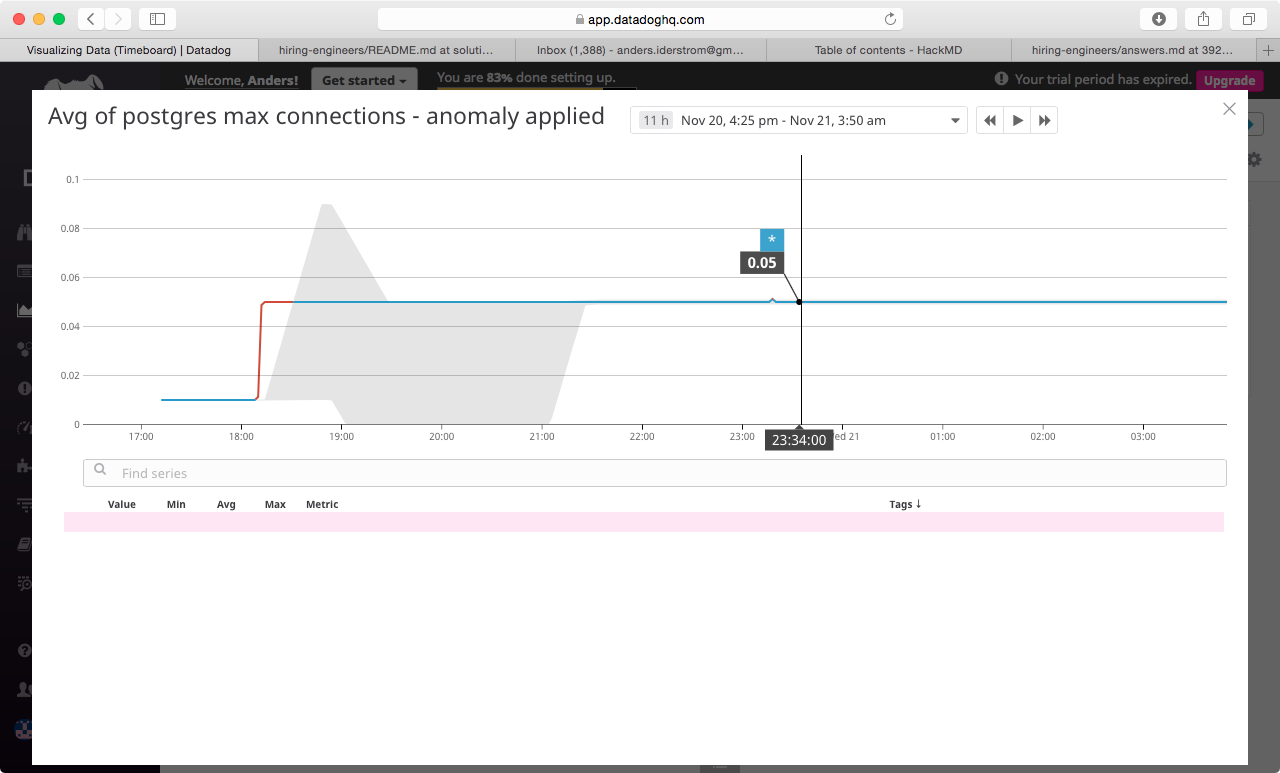 app.datadoghq.com
Visualizing Data (Timeboard) | Datadog
hiring-engineers/README.md at soluti...
Inbox (1,388) - anders.iderstrom@gm...
Table of contents - HackMD
hiring-engineers/answers.md at 392...
Welcome, Anders!
Get started
You are 83% done setting up.
Your trial period has expired.
Upgrade
Avg of postgres max connections - anomaly applied
11 h Nov 20, 4:25 pm - Nov 21, 3:50 am
0.1
0.08
0.06
0.04
0.02
0
*
0.05
17:00
18:00
19:00
20:00
21:00
22:00
23:00
23:34:00
ed 21
01:00
02:00
03:00
Find series
Value Min Avg Max Metric Tags ↓